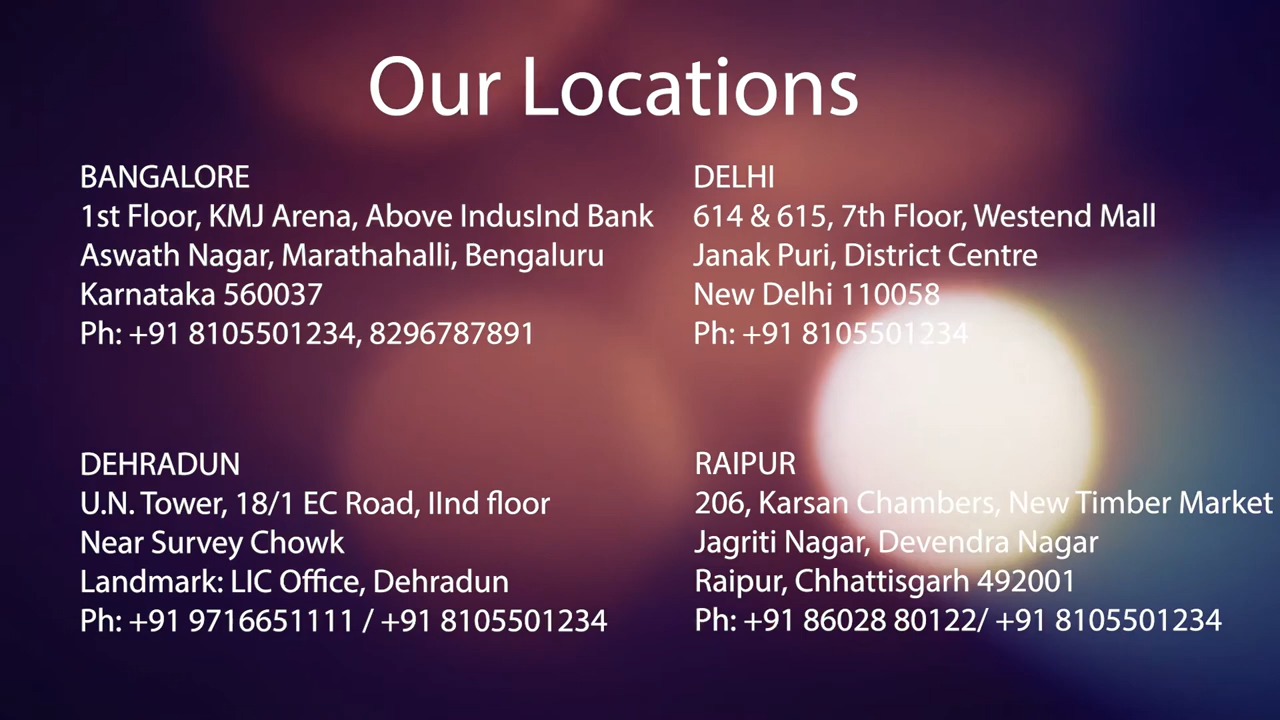 Our Locations
BANGALORE
1st Floor, KMJ Arena, Above IndusInd Bank
Aswath Nagar, Marathahalli, Bengaluru
Karnataka 560037
Ph: +91 8105501234, 8296787891
DELHI
614 & 615, 7th Floor, Westend Mall
Janak Puri, District Centre
New Delhi 110058
Ph: +91 8105501234
DEHRADUN
U.N. Tower, 18/1 EC Road, IInd floor
Near Survey Chowk
Landmark: LIC Office, Dehradun
Ph: +91 9716651111 / +91 8105501234
RAIPUR
206, Karsan Chambers, New Timber Market
Jagriti Nagar, Devendra Nagar
Raipur, Chhattisgarh 492001
Ph: +91 86028 80122/ +91 8105501234